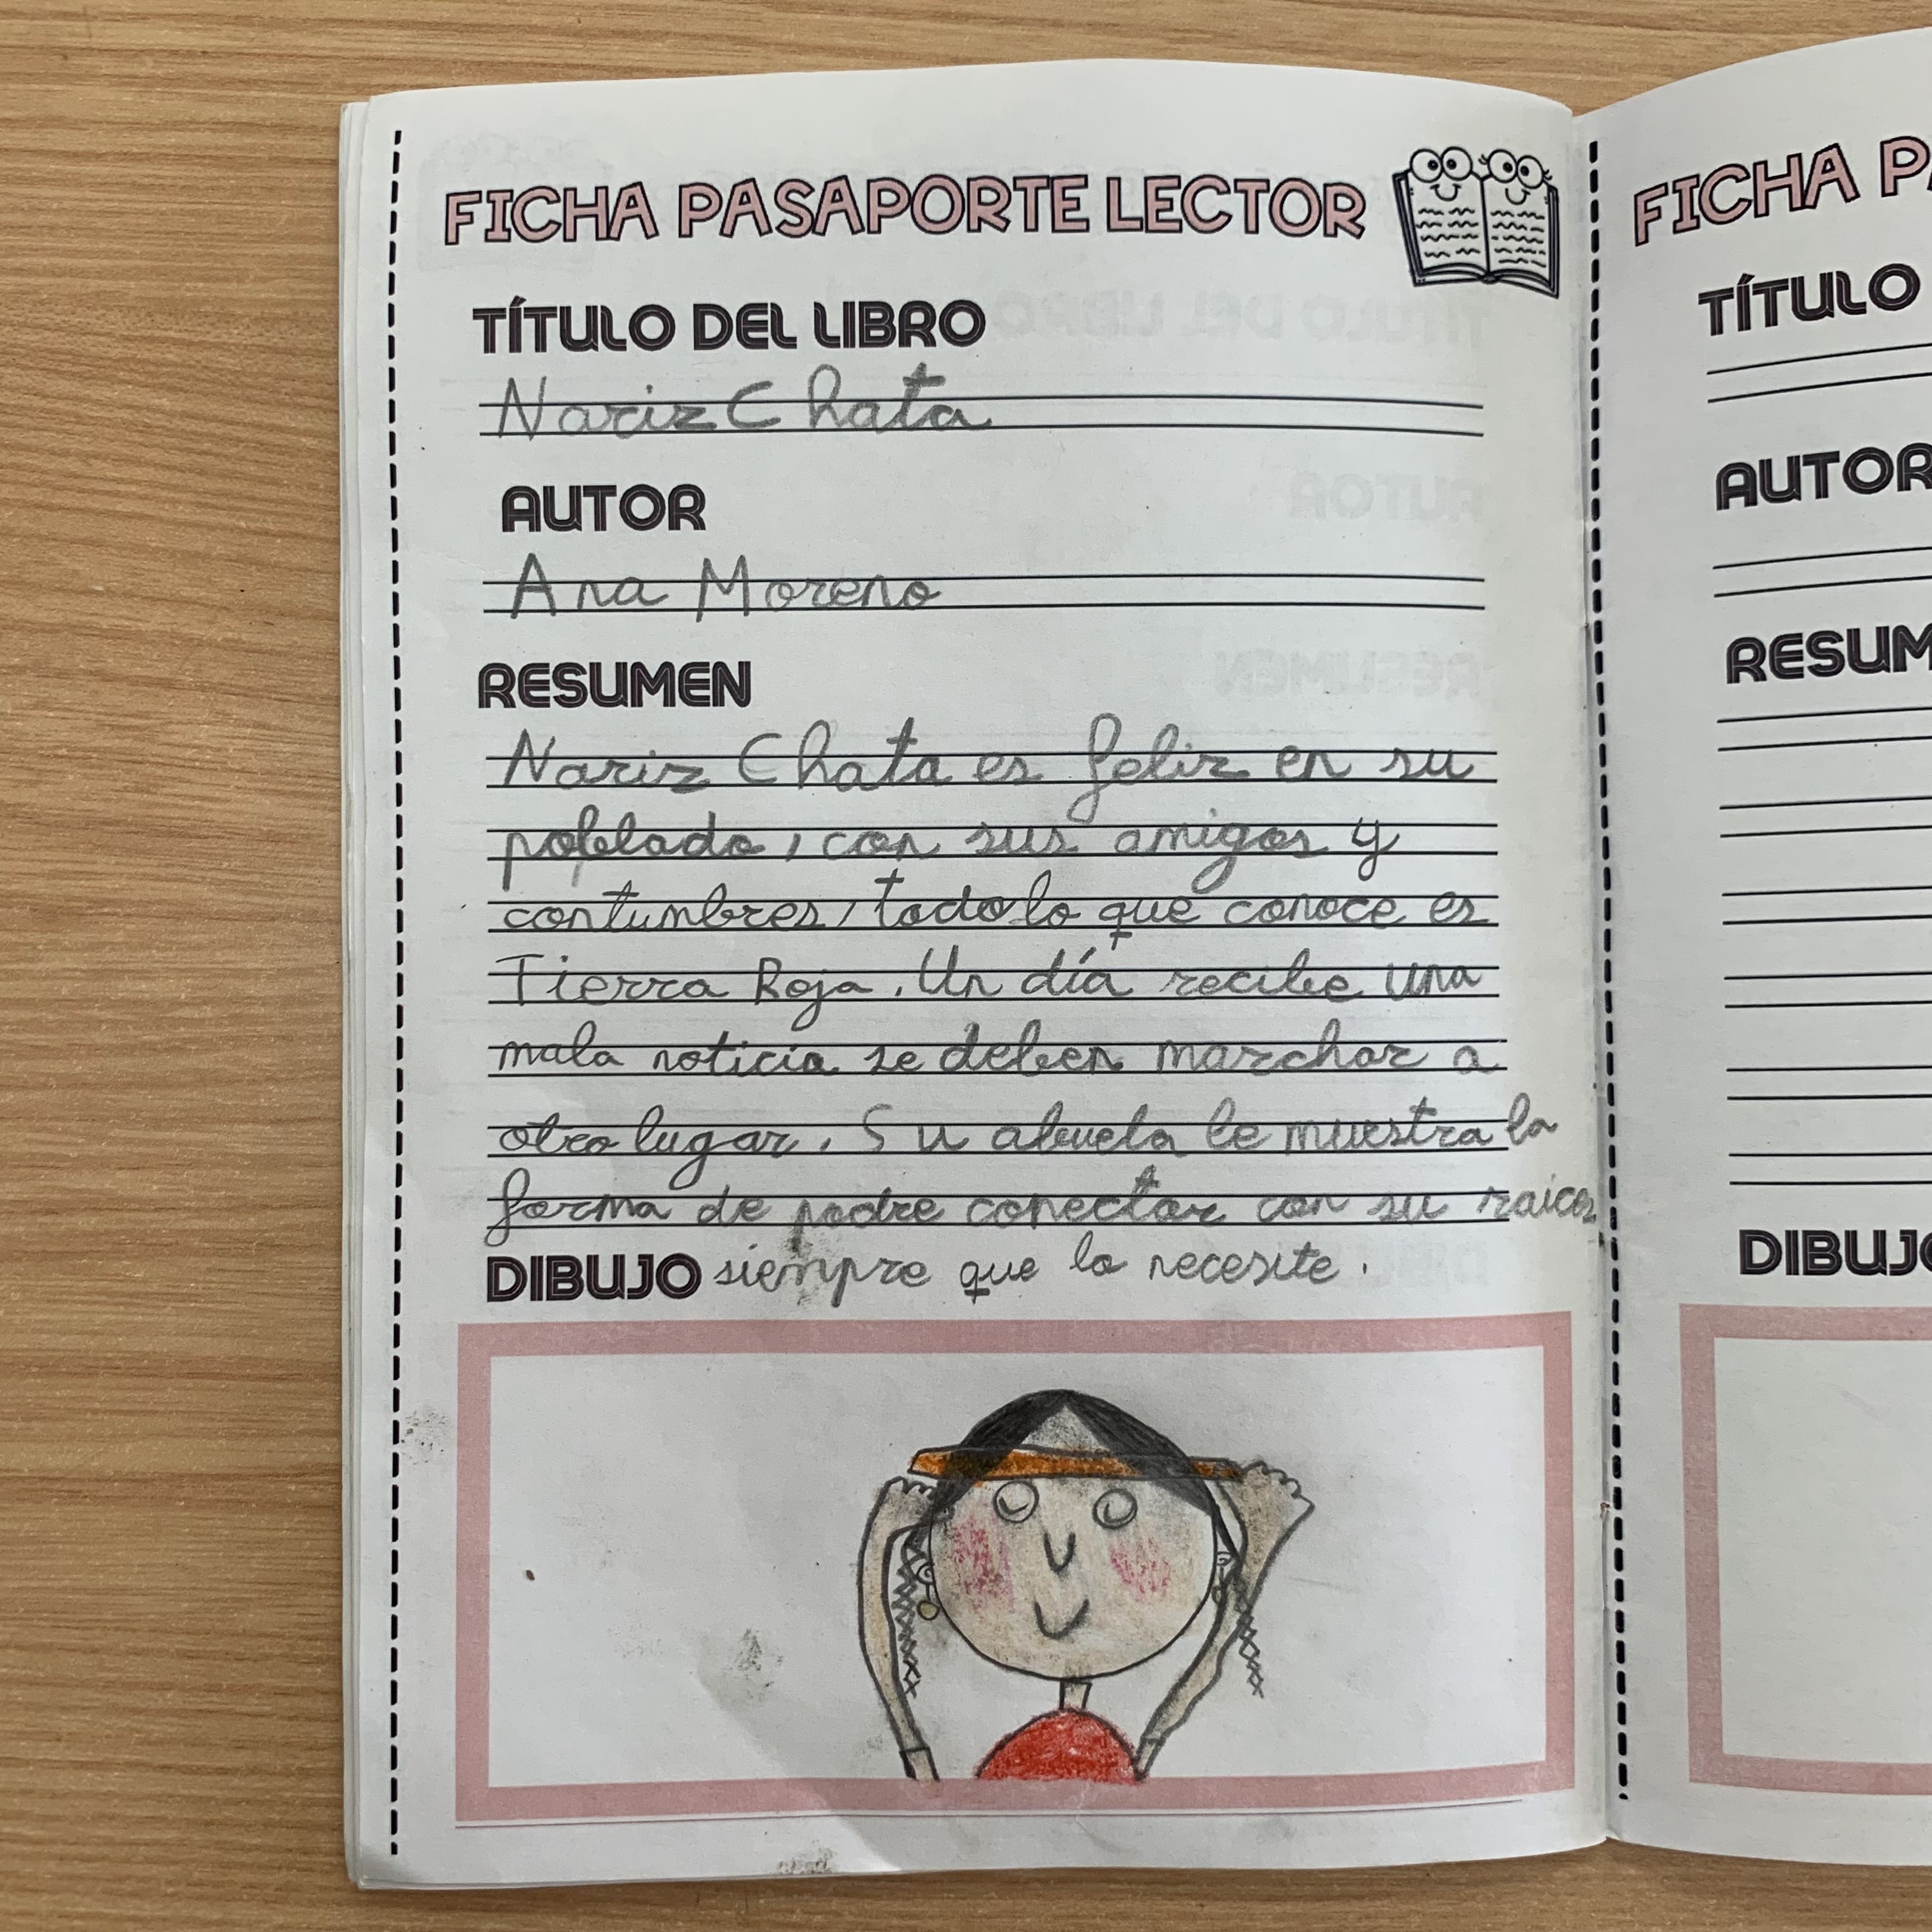 FICHA PASAPORTE LECTOR
TÍTULO DEL LIBRO
Nariz Chata
AUTOR
Ana Moreno
RESUMEN
Nariz Chata es feliz en su
poblado, con sus amigos y
contumbres, todo lo que conoce es
Tierra Roja. Un día recibe una
mala noticia se deben marchar a
otro lugar. Su abuela le muestra la
forma de podre conectar con su raices
DIBUJO siempre que lo necesite.
FICHA
TÍTULO
AUTOR
RESUM
DIBUJO